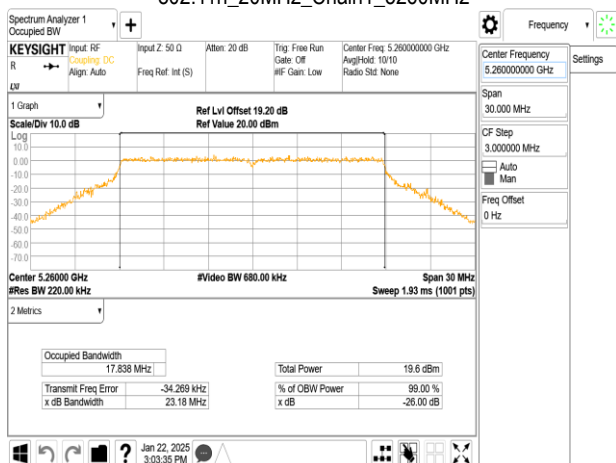 802.11n_20MHz_Chain1_5260MHz
Spectrum Analyzer 1
Occupied BW
Frequency
KEYSIGHT
R
LXI
Input: RF
Coupling: DC
Align: Auto
Input Z: 50 Ω
Freq Ref: Int (S)
Atten: 20 dB
Trig: Free Run
Gate: Off
#IF Gain: Low
Center Freq: 5.260000000 GHz
Avg|Hold: 10/10
Radio Std: None
Center Frequency
5.260000000 GHz
Settings
Span
30.000 MHz
CF Step
3.000000 MHz
Auto
Man
Freq Offset
0 Hz
1 Graph
Scale/Div 10.0 dB
Ref Lvl Offset 19.20 dB
Ref Value 20.00 dBm
Log
10.0
0.00
-10.0
-20.0
-30.0
-40.0
-50.0
-60.0
-70.0
Center 5.26000 GHz
#Res BW 220.00 kHz
#Video BW 680.00 kHz
Span 30 MHz
Sweep 1.93 ms (1001 pts)
2 Metrics
Occupied Bandwidth
17.838 MHz
Total Power 19.6 dBm
Transmit Freq Error -34.269 kHz
% of OBW Power 99.00 %
x dB Bandwidth 23.18 MHz
x dB -26.00 dB
Jan 22, 2025
3:03:35 PM